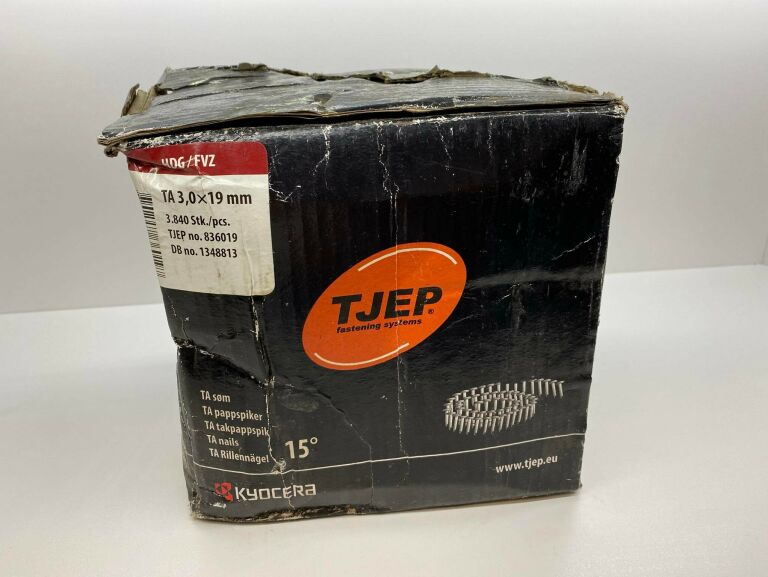 HDG/FVZ
TA 3,0×19 mm
3.840 Stk./pcs.
TJEP no. 836019
DB no. 1348813
TJEP®
fastening systems
TA søm
TA pappspiker
TA takpappspik
TA nails
TA Rillennägel
15°
www.tjep.eu
KYOCERA